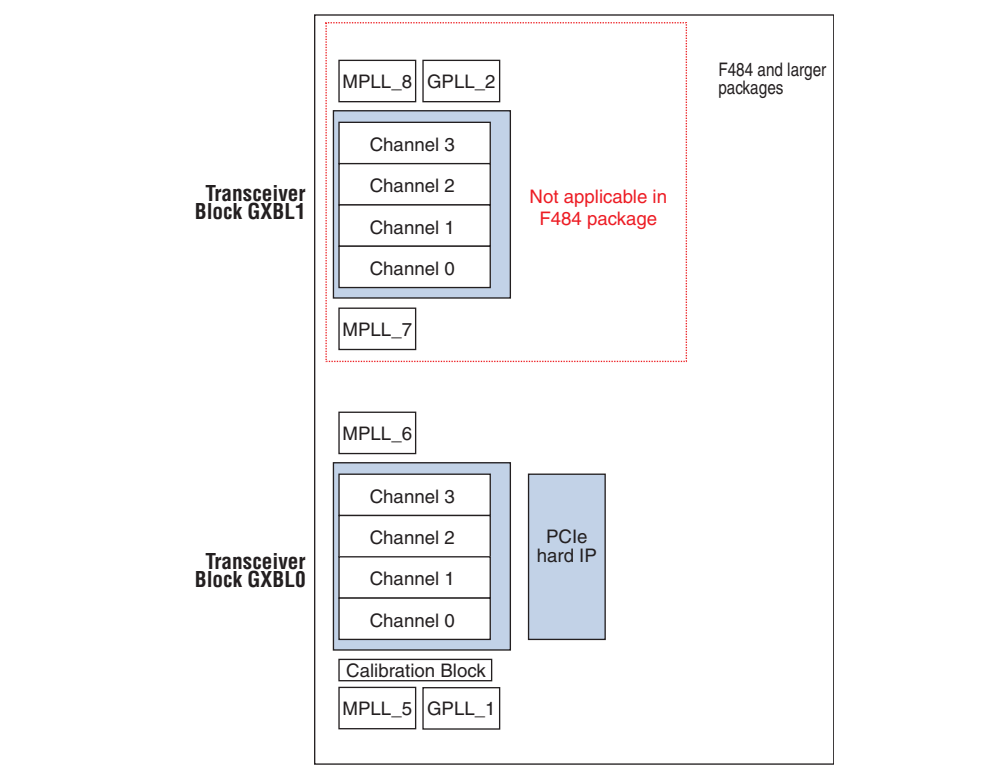 F484 and larger
packages
MPLL_8
GPLL_2
Channel 3
Channel 2
Channel 1
Channel 0
Transceiver
Block GXBL1
Not applicable in
F484 package
MPLL_7
MPLL_6
Channel 3
Channel 2
Channel 1
Channel 0
Transceiver
Block GXBL0
PCIe
hard IP
Calibration Block
MPLL_5
GPLL_1